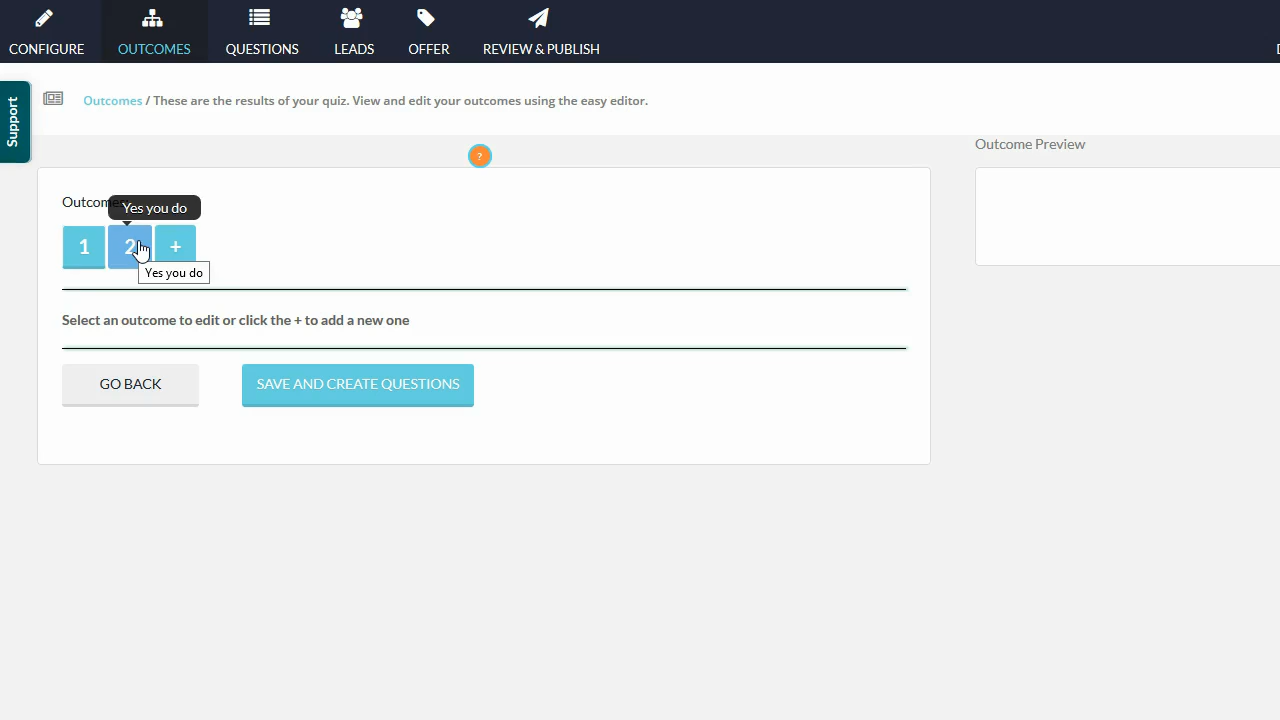 CONFIGURE
OUTCOMES
QUESTIONS
LEADS
OFFER
REVIEW & PUBLISH
Support
Outcomes / These are the results of your quiz. View and edit your outcomes using the easy editor.
?
Outcome Preview
Yes you do
1
2
+
Yes you do
Select an outcome to edit or click the + to add a new one
GO BACK
SAVE AND CREATE QUESTIONS